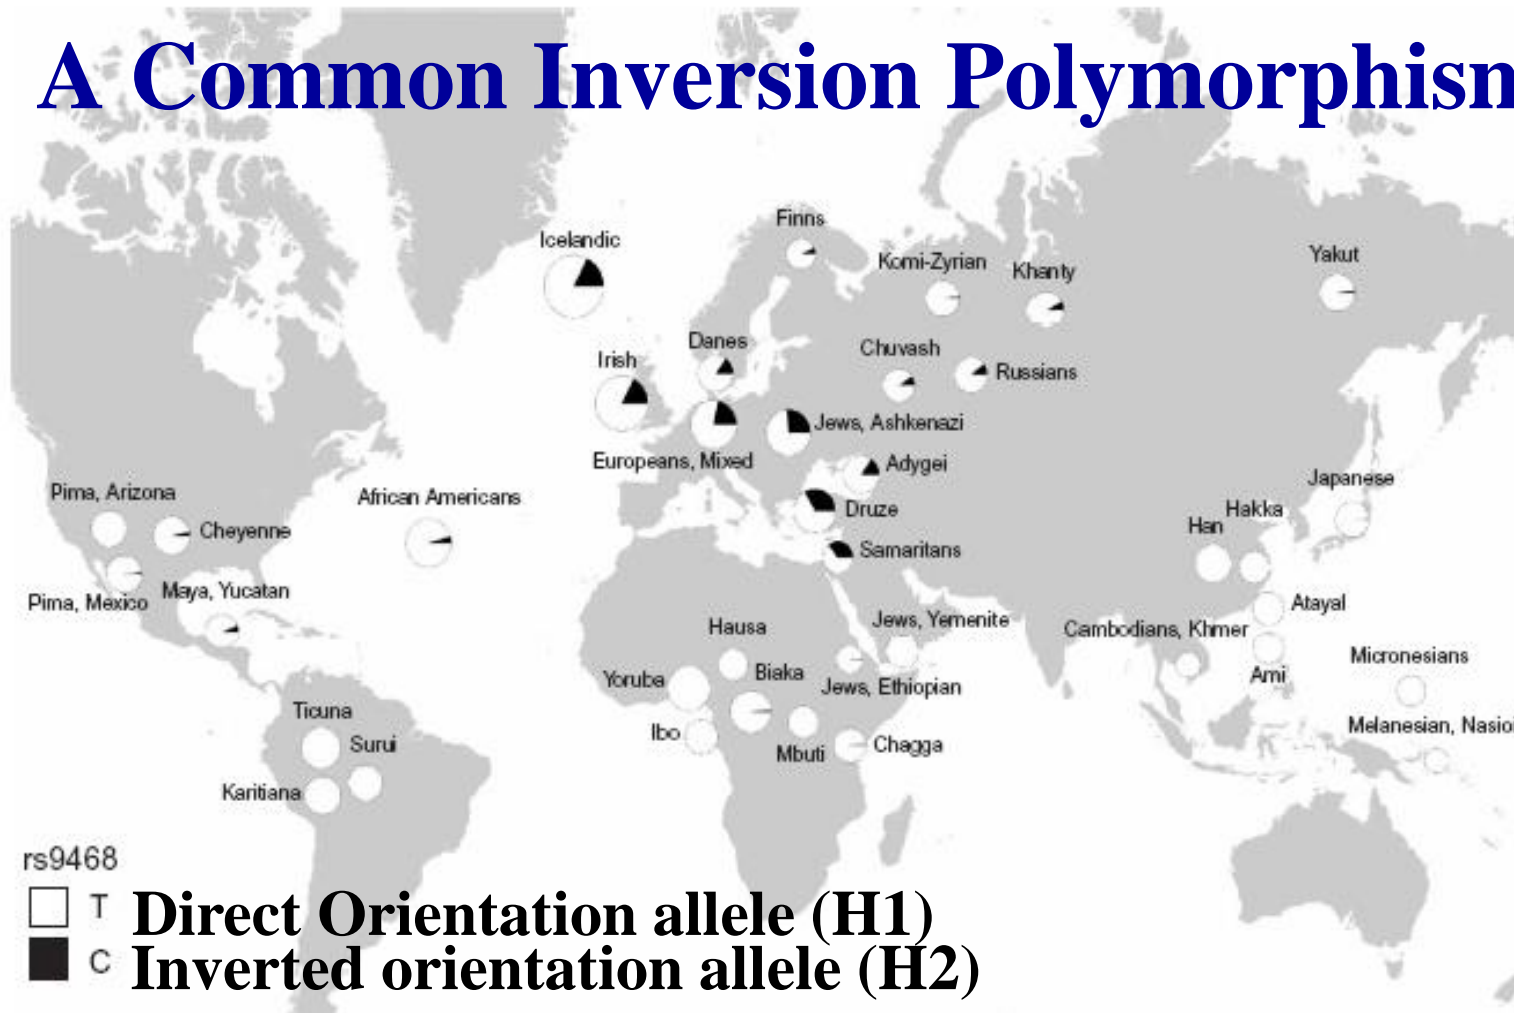 A Common Inversion Polymorphism
Finns
Icelandic
Komi-Zyrian
Khanty
Yakut
Danes
Irish
Chuvash
Russians
Jews, Ashkenazi
Europeans, Mixed
Adygei
Japanese
Pima, Arizona
African Americans
Druze
Hakka
Han
Cheyenne
Samaritans
Maya, Yucatan
Pima, Mexico
Atayal
Jews, Yemenite
Hausa
Cambodians, Khmer
Micronesians
Yoruba
Biaka
Jews, Ethiopian
Ami
Ticuna
Melanesian, Nasioi
Ibo
Surui
Mbuti
Chagga
Karitiana
rs9468
T Direct Orientation allele (H1)
C Inverted orientation allele (H2)